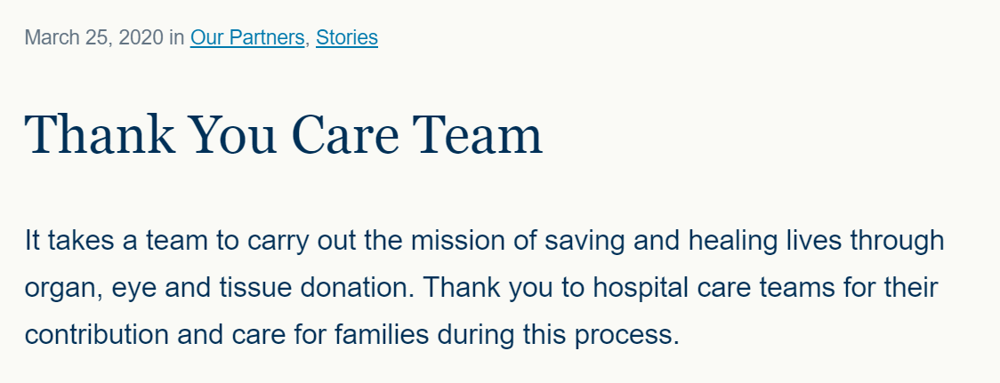 March 25, 2020 in Our Partners, Stories
Thank You Care Team
It takes a team to carry out the mission of saving and healing lives through
organ, eye and tissue donation. Thank you to hospital care teams for their
contribution and care for families during this process.